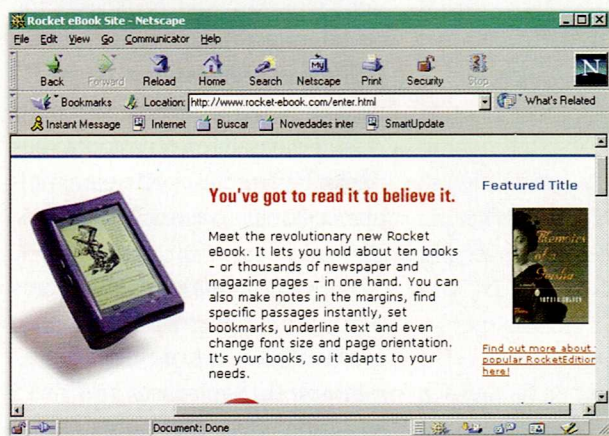 Rocket eBook Site - Netscape
File Edit View Go Communicator Help
Back Forward Reload Home Search Netscape Print Security Stop
My
N
Bookmarks Location: http://www.rocket-ebook.com/enter.html What's Related
Instant Message Internet Buscar Novedades inter SmartUpdate
You've got to read it to believe it.
Meet the revolutionary new Rocket
eBook. It lets you hold about ten books
- or thousands of newspaper and
magazine pages - in one hand. You can
also make notes in the margins, find
specific passages instantly, set
bookmarks, underline text and even
change font size and page orientation.
It's your books, so it adapts to your
needs.
Featured Title
Memoirs
of a
Geisha
Find out more about
popular RocketEdition
here!
Document: Done